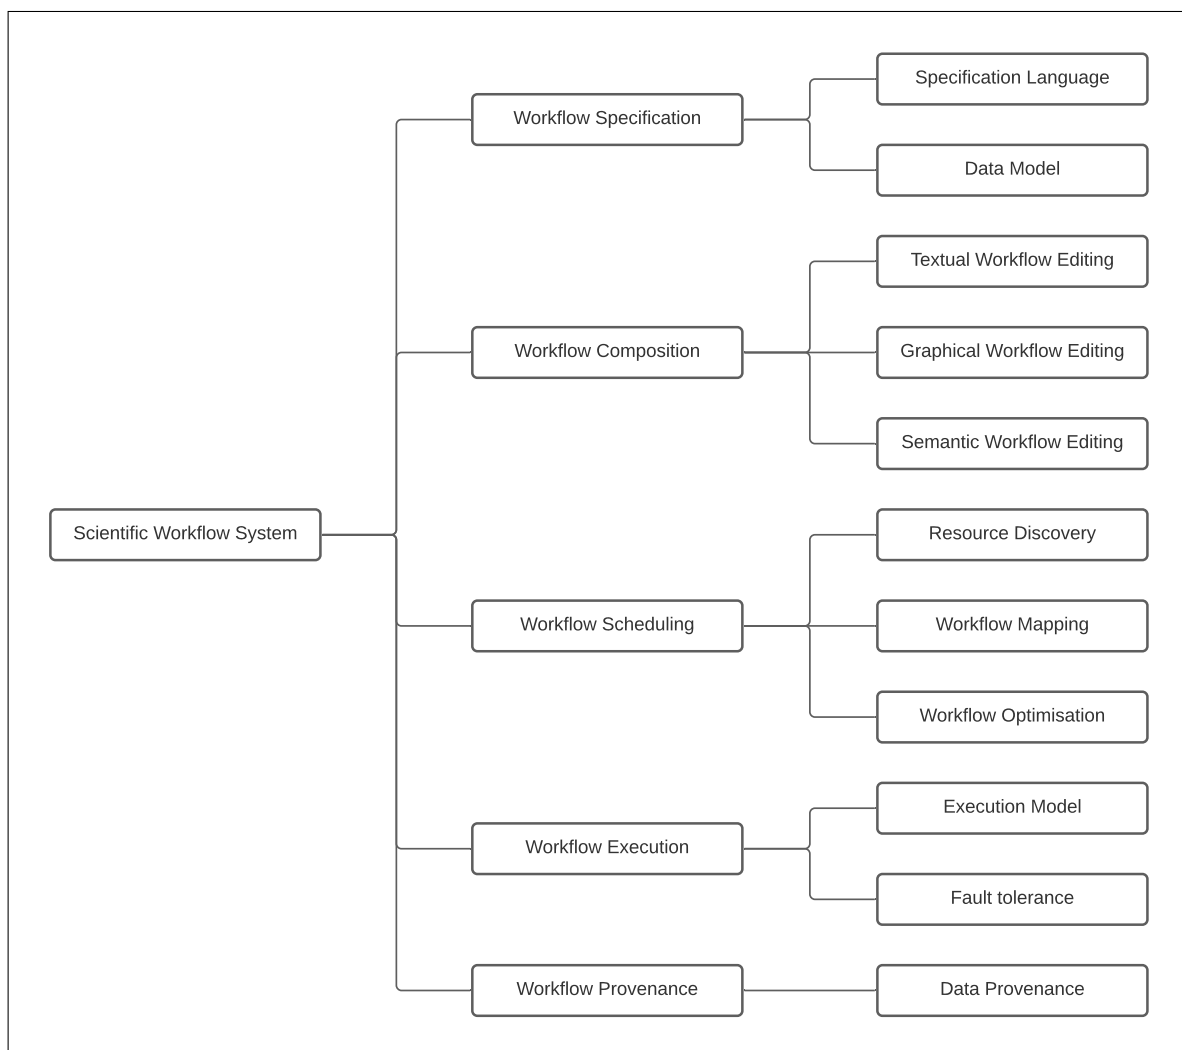 Scientific Workflow System
Workflow Specification
Specification Language
Data Model
Workflow Composition
Textual Workflow Editing
Graphical Workflow Editing
Semantic Workflow Editing
Workflow Scheduling
Resource Discovery
Workflow Mapping
Workflow Optimisation
Workflow Execution
Execution Model
Fault tolerance
Workflow Provenance
Data Provenance